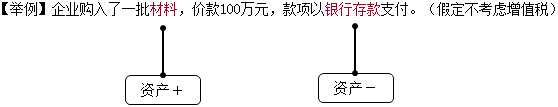 【举例】企业购入了一批材料，价款100万元，款项以银行存款支付。（假定不考虑增值税）
资产＋
资产－